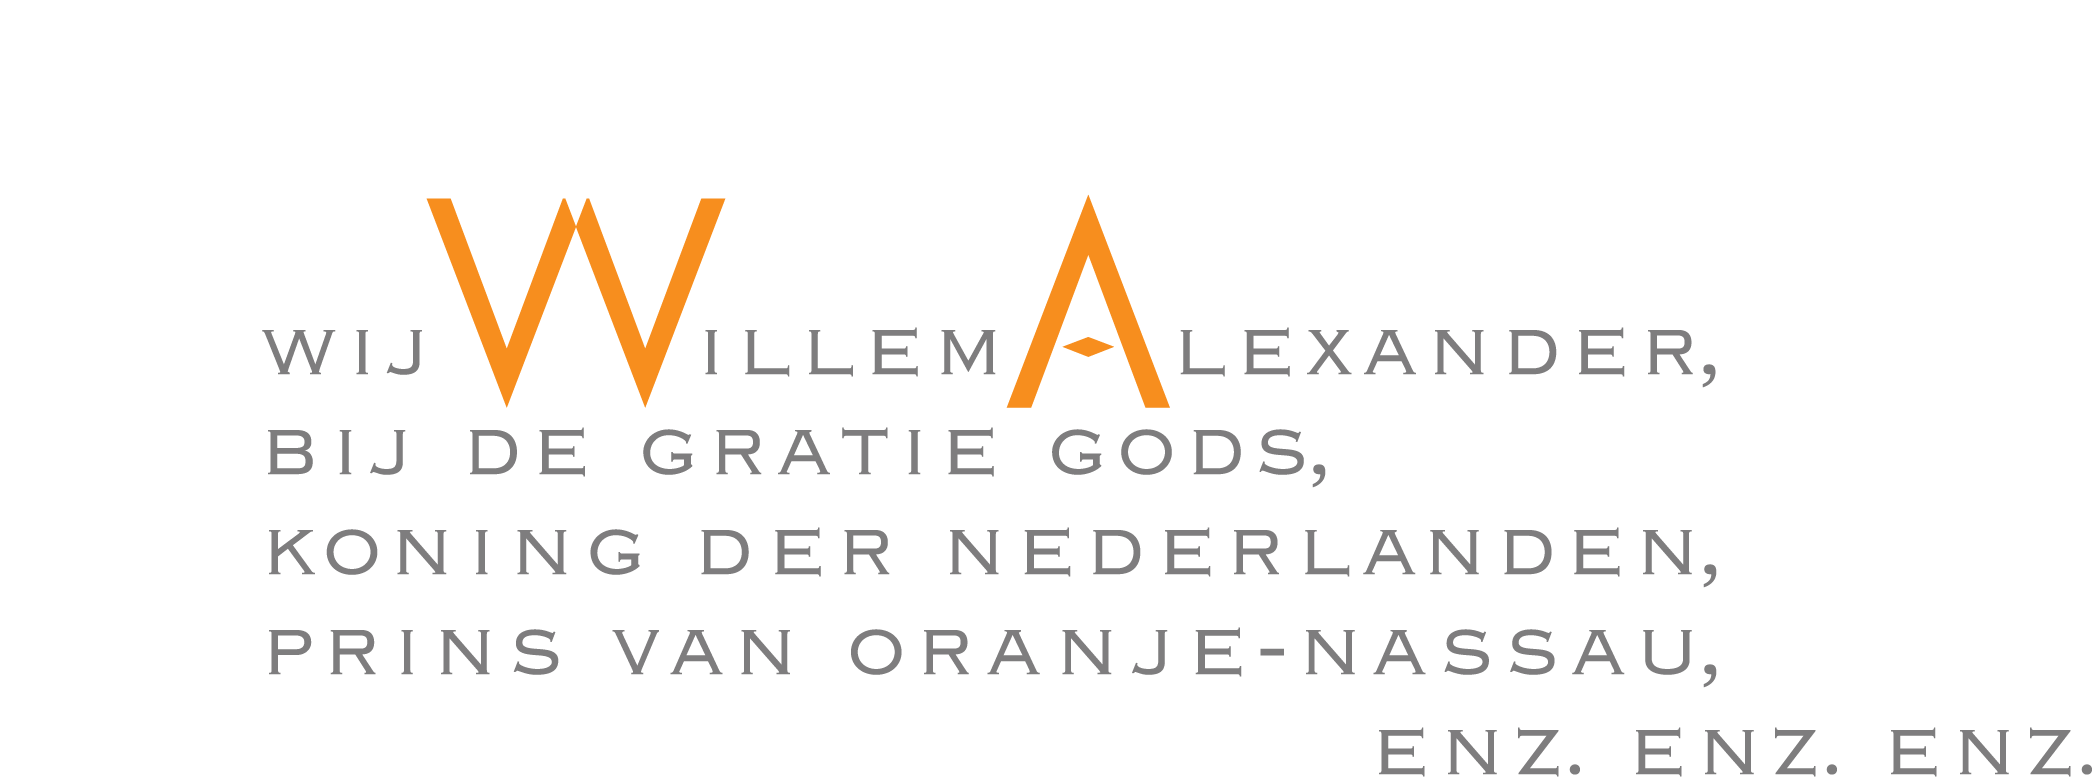 WIJ WILLEM ALEXANDER,
BIJ DE GRATIE GODS,
KONING DER NEDERLANDEN,
PRINS VAN ORANJE-NASSAU,
ENZ. ENZ. ENZ.